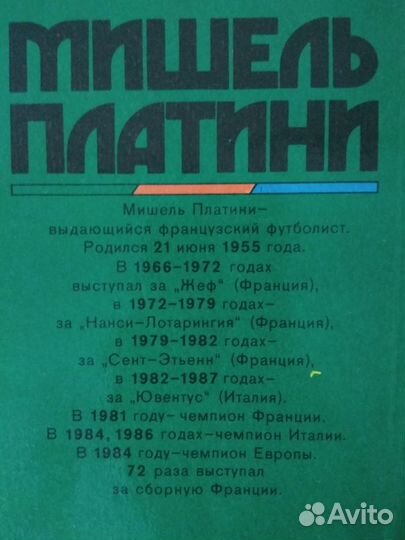 МИШЕЛЬ
ПЛАТИНИ
Мишель Платини—
выдающийся французский футболист.
Родился 21 июня 1955 года.
В 1966—1972 годах
выступал за „Жеф" (Франция),
в 1972—1979 годах—
за „Нанси-Лотарингия" (Франция),
в 1979—1982 годах—
за „Сент-Этьенн" (Франция),
в 1982—1987 годах—
за „Ювентус" (Италия).
В 1981 году—чемпион Франции.
В 1984, 1986 годах—чемпион Италии.
В 1984 году—чемпион Европы.
72 раза выступал
за сборную Франции.
Avito